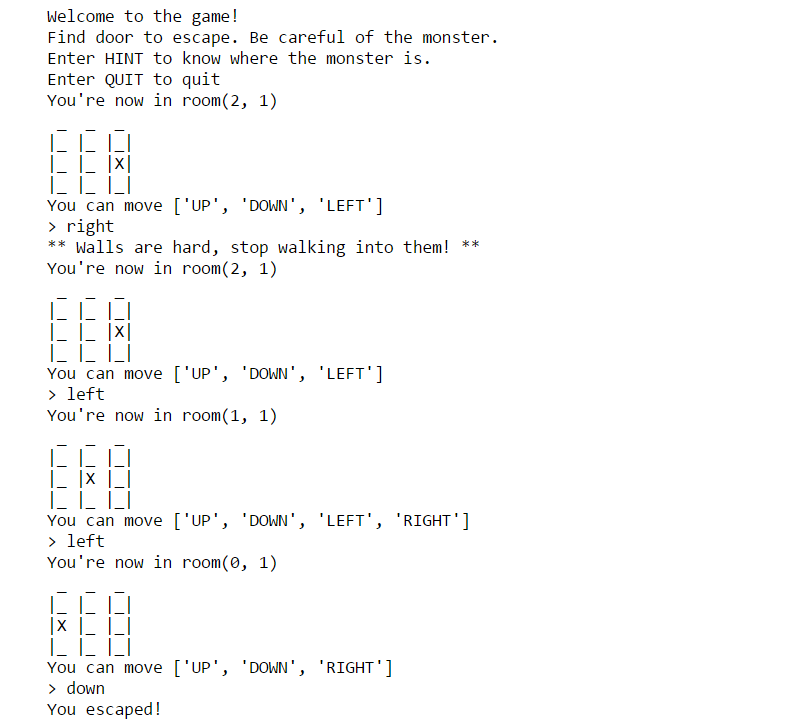 Welcome to the game!
Find door to escape. Be careful of the monster.
Enter HINT to know where the monster is.
Enter QUIT to quit
You're now in room(2, 1)
 _  _  _
|_ |_ |_|
|_ |_ |X|
|_ |_ |_|
You can move ['UP', 'DOWN', 'LEFT']
> right
** Walls are hard, stop walking into them! **
You're now in room(2, 1)
 _  _  _
|_ |_ |_|
|_ |_ |X|
|_ |_ |_|
You can move ['UP', 'DOWN', 'LEFT']
> left
You're now in room(1, 1)
 _  _  _
|_ |_ |_|
|_ |X |_|
|_ |_ |_|
You can move ['UP', 'DOWN', 'LEFT', 'RIGHT']
> left
You're now in room(0, 1)
 _  _  _
|_ |_ |_|
|X |_ |_|
|_ |_ |_|
You can move ['UP', 'DOWN', 'RIGHT']
> down
You escaped!